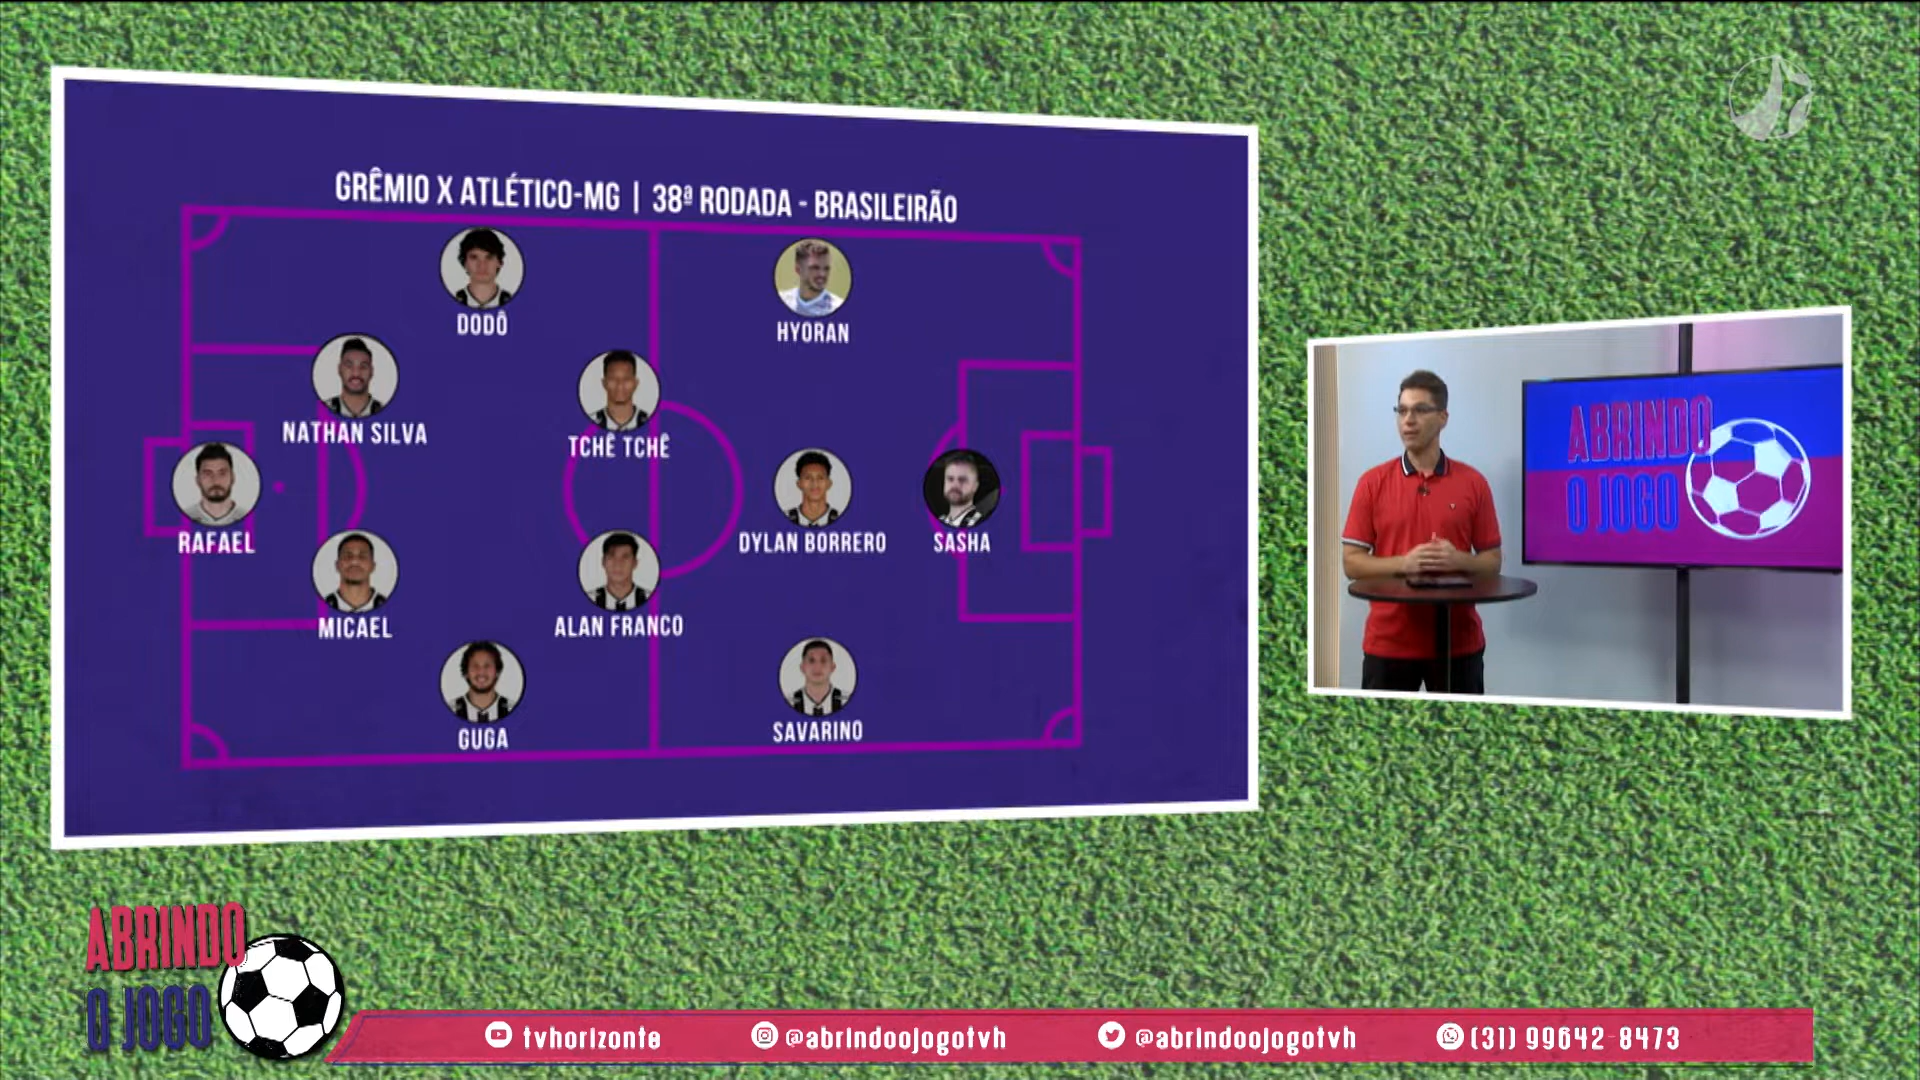 GRÊMIO X ATLÉTICO-MG | 38ª RODADA - BRASILEIRÃO
DODÔ
HYORAN
NATHAN SILVA
TCHÊ TCHÊ
RAFAEL
DYLAN BORRERO
SASHA
MICAEL
ALAN FRANCO
GUGA
SAVARINO
ABRINDO
O JOGO
ABRINDO
O JOGO
tvhorizonte
@abrindoojogotvh
@abrindoojogotvh
(31) 99642-8473